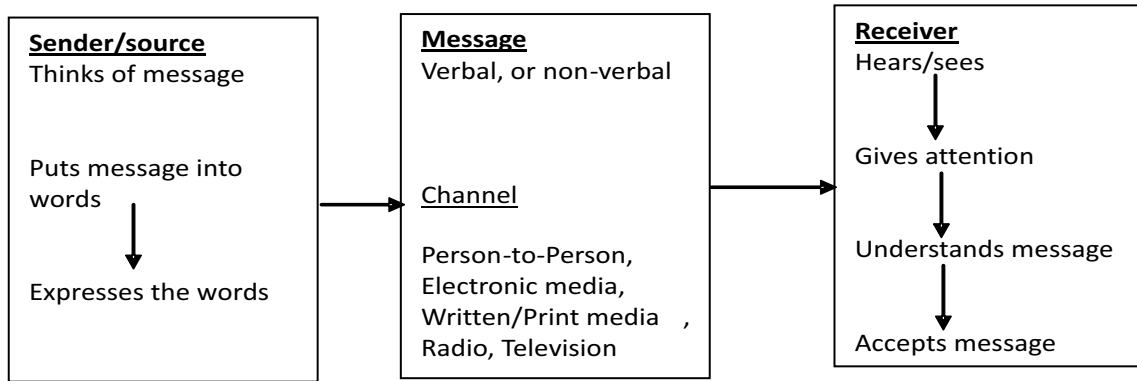 Sender/source
Thinks of message
Puts message into
words
Expresses the words
Message
Verbal, or non-verbal
Channel
Person-to-Person,
Electronic media,
Written/Print media ,
Radio, Television
Receiver
Hears/sees
Gives attention
Understands message
Accepts message